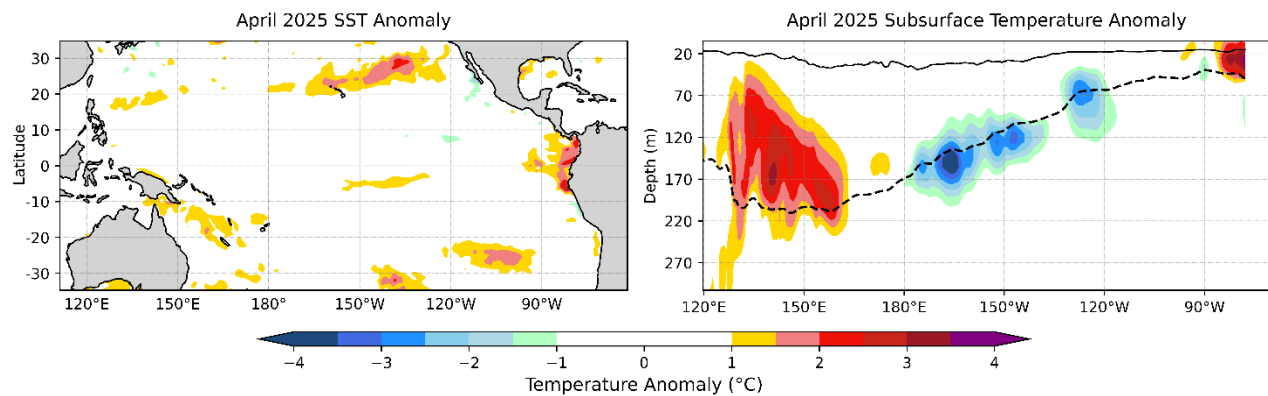 April 2025 SST Anomaly
30
20
10
0
-10
-20
-30
Latitude
120°E 150°E 180° 150°W 120°W 90°W
April 2025 Subsurface Temperature Anomaly
20
70
120
170
220
270
Depth (m)
120°E 150°E 180° 150°W 120°W 90°W
−4 −3 −2 −1 0 1 2 3 4
Temperature Anomaly (°C)